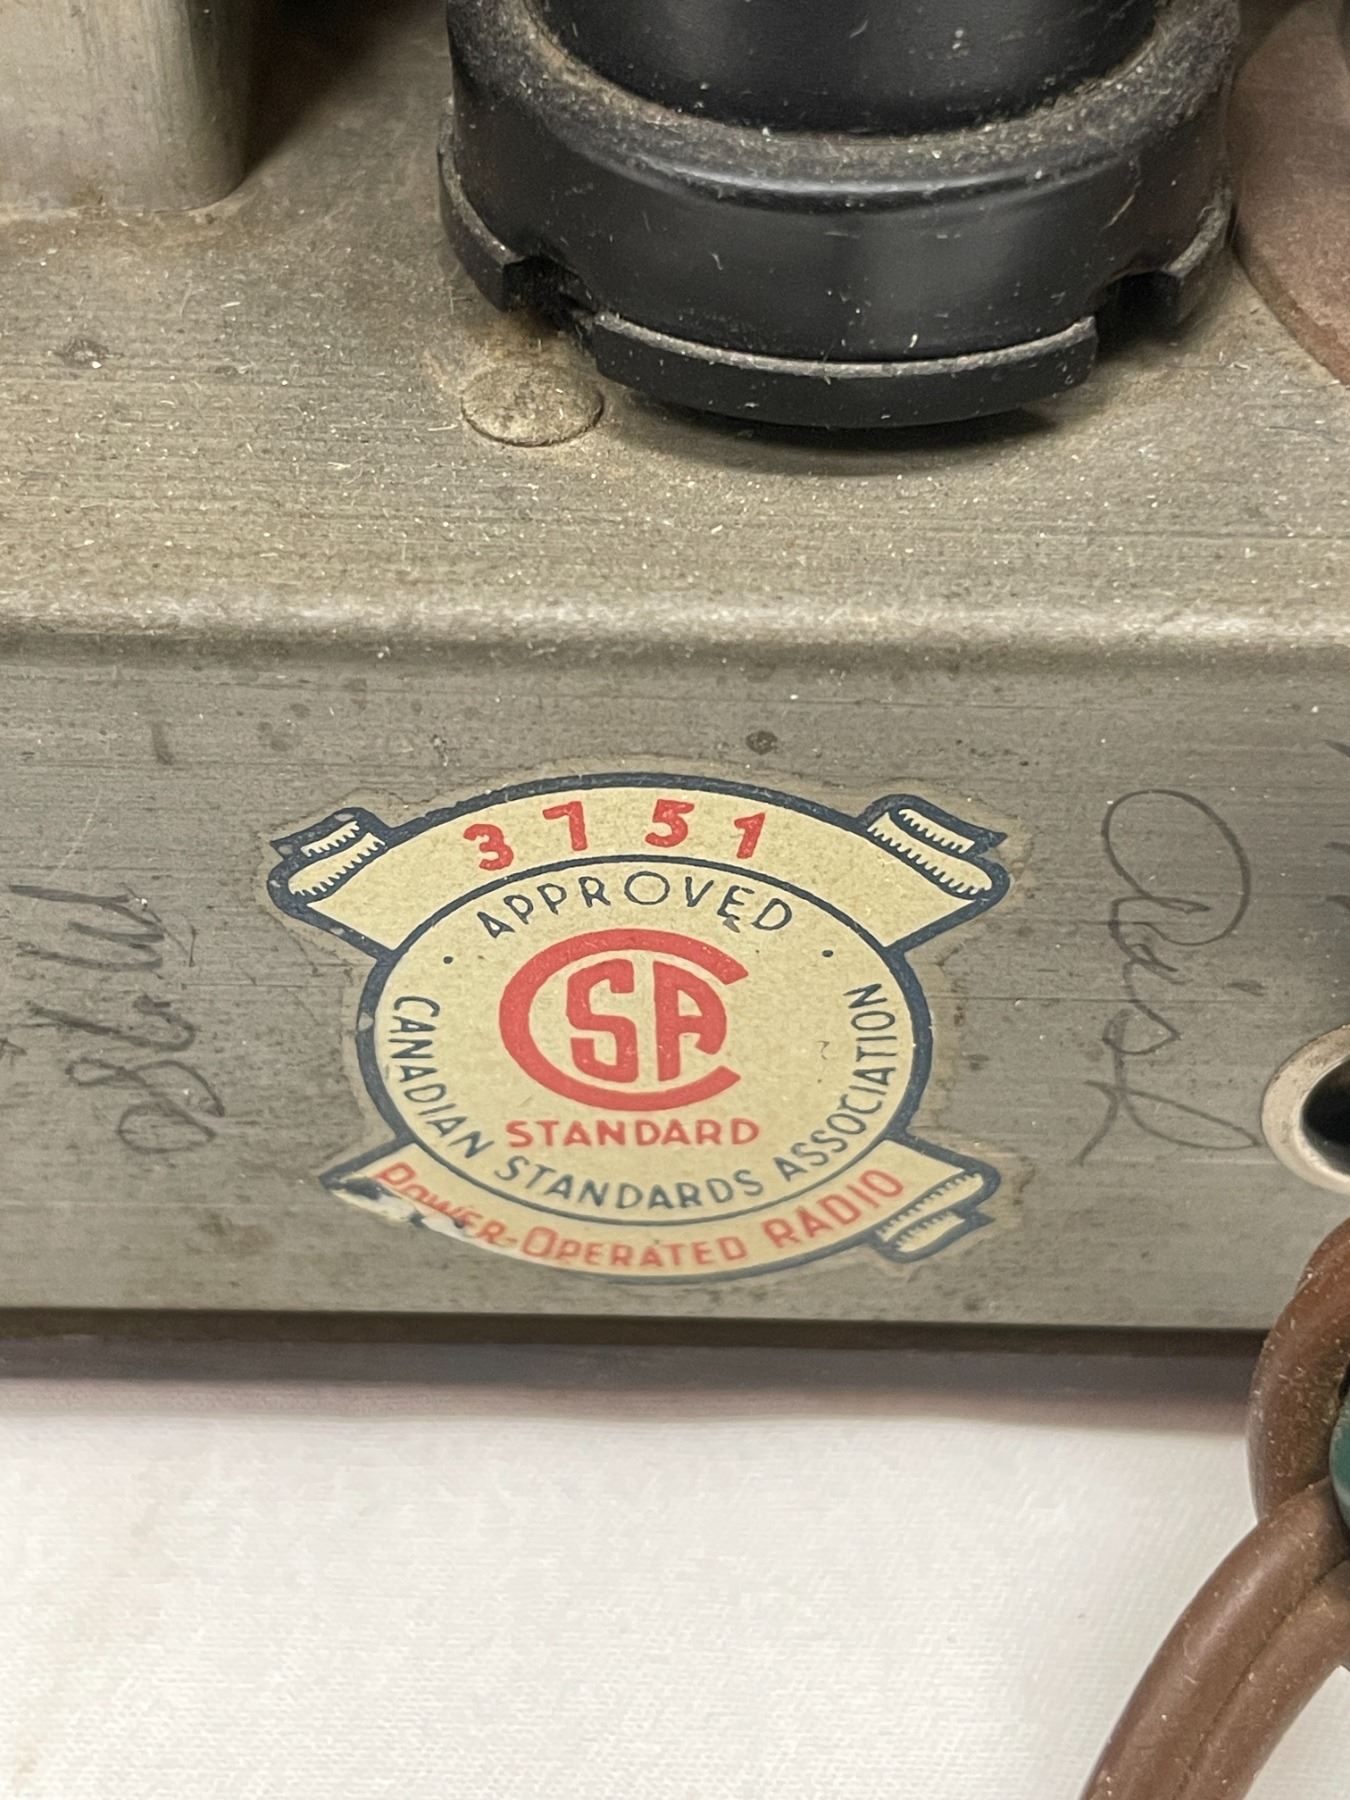 3751
APPROVED
CSA
STANDARD
CANADIAN STANDARDS ASSOCIATION
POWER-OPERATED RADIO